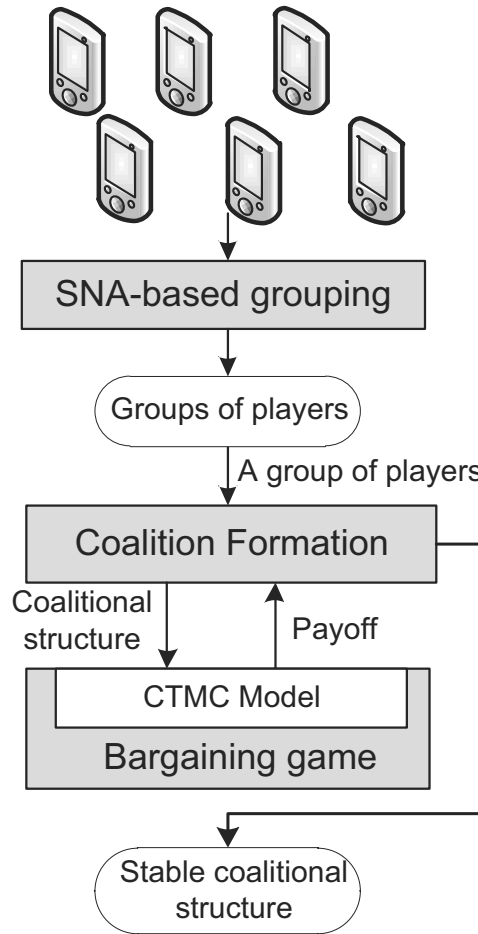 SNA-based grouping
Groups of players
A group of players
Coalition Formation
Coalitional
structure
Payoff
CTMC Model
Bargaining game
Stable coalitional
structure